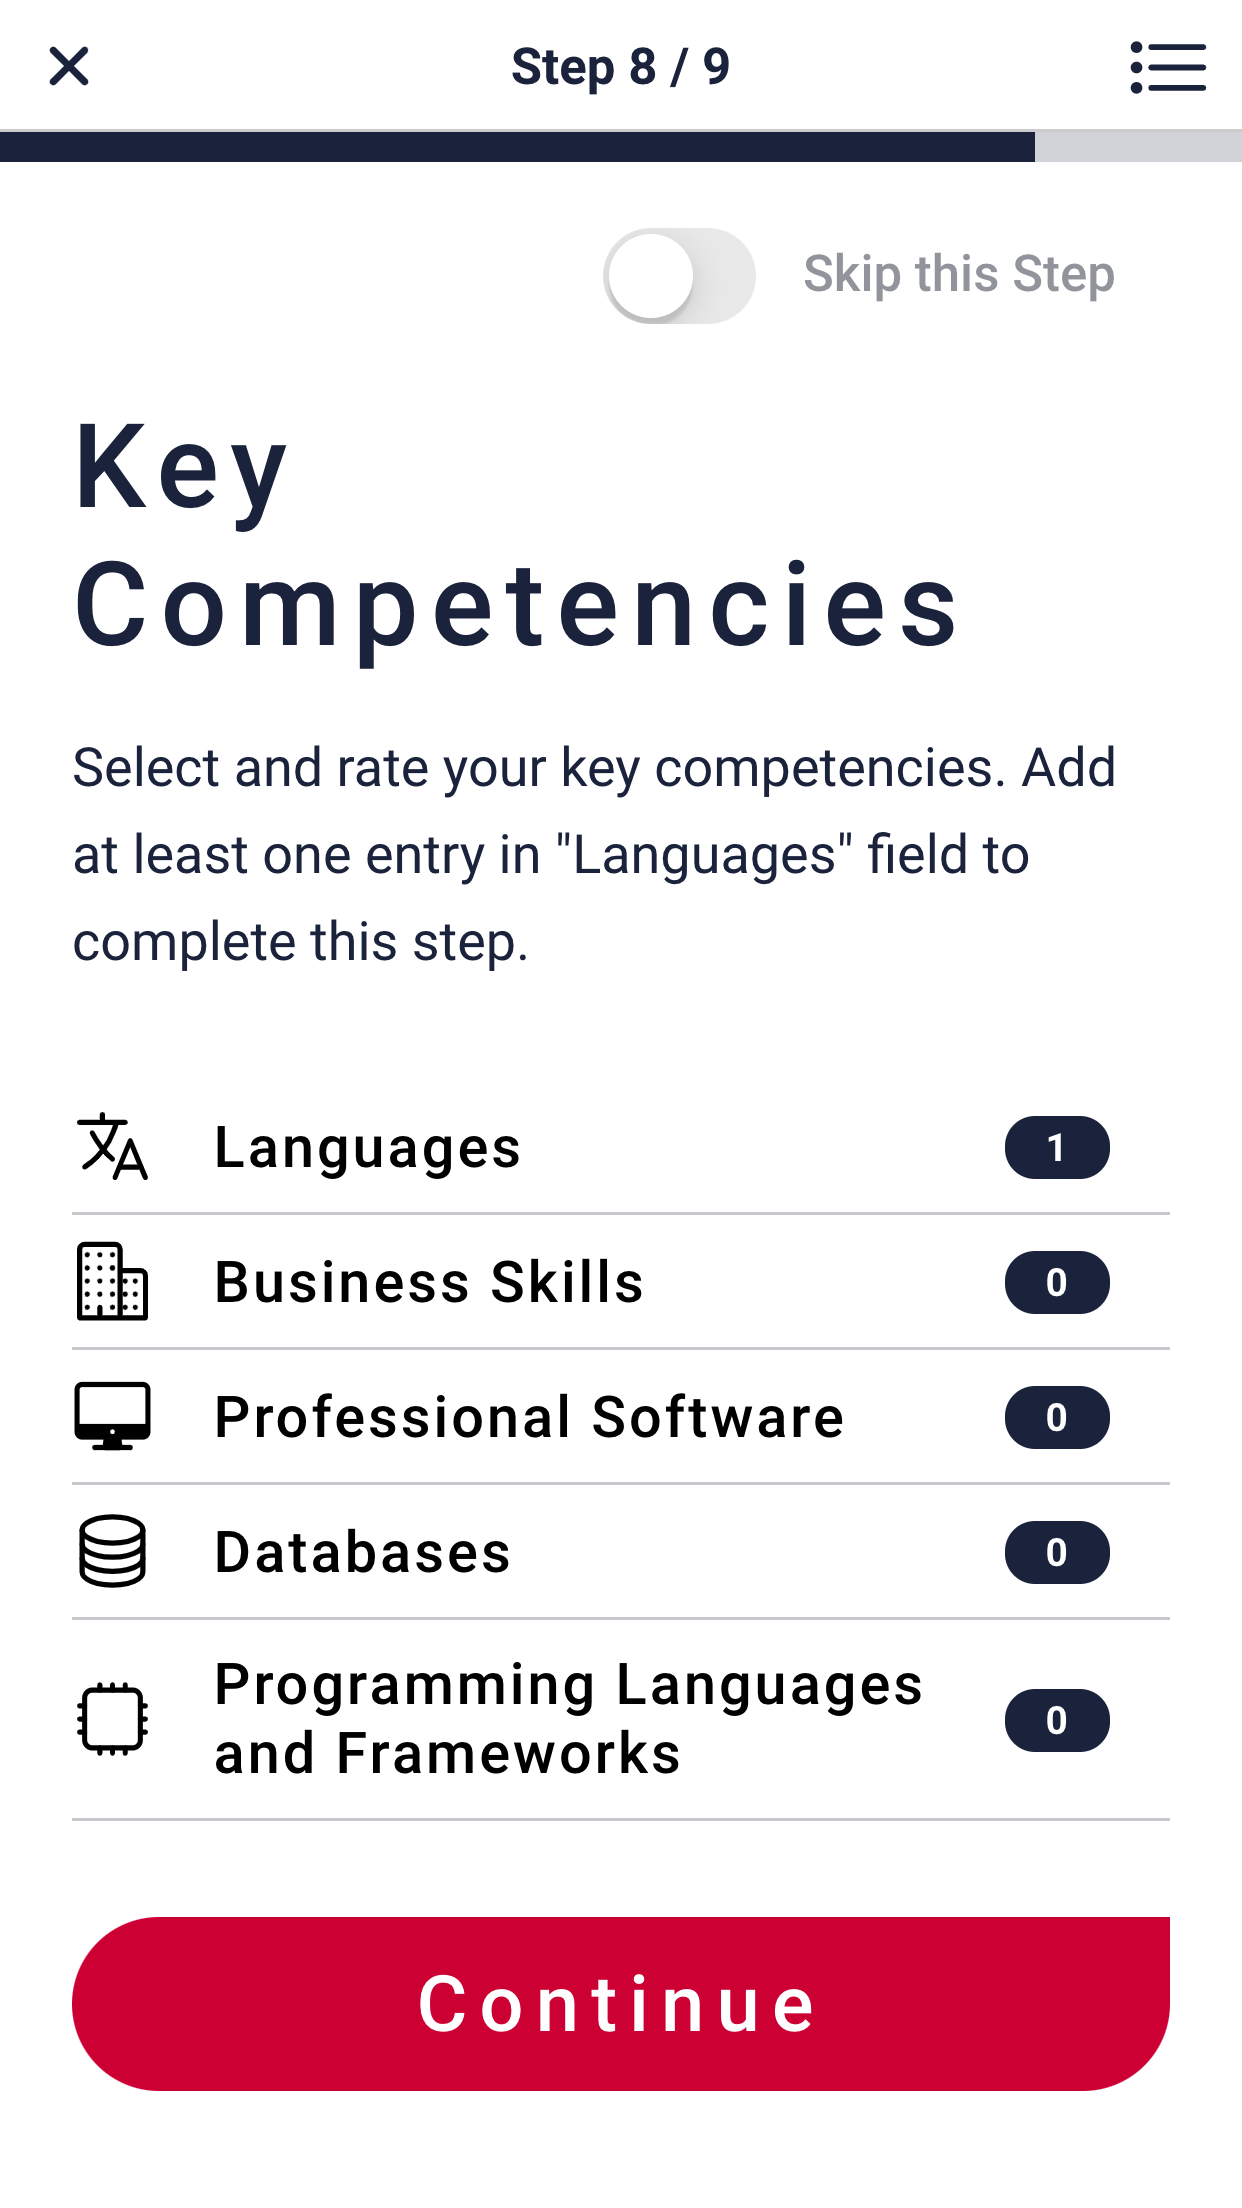 Step 8 / 9
Skip this Step
Key
Competencies
Select and rate your key competencies. Add
at least one entry in "Languages" field to
complete this step.
Languages 1
Business Skills 0
Professional Software 0
Databases 0
Programming Languages
and Frameworks 0
Continue